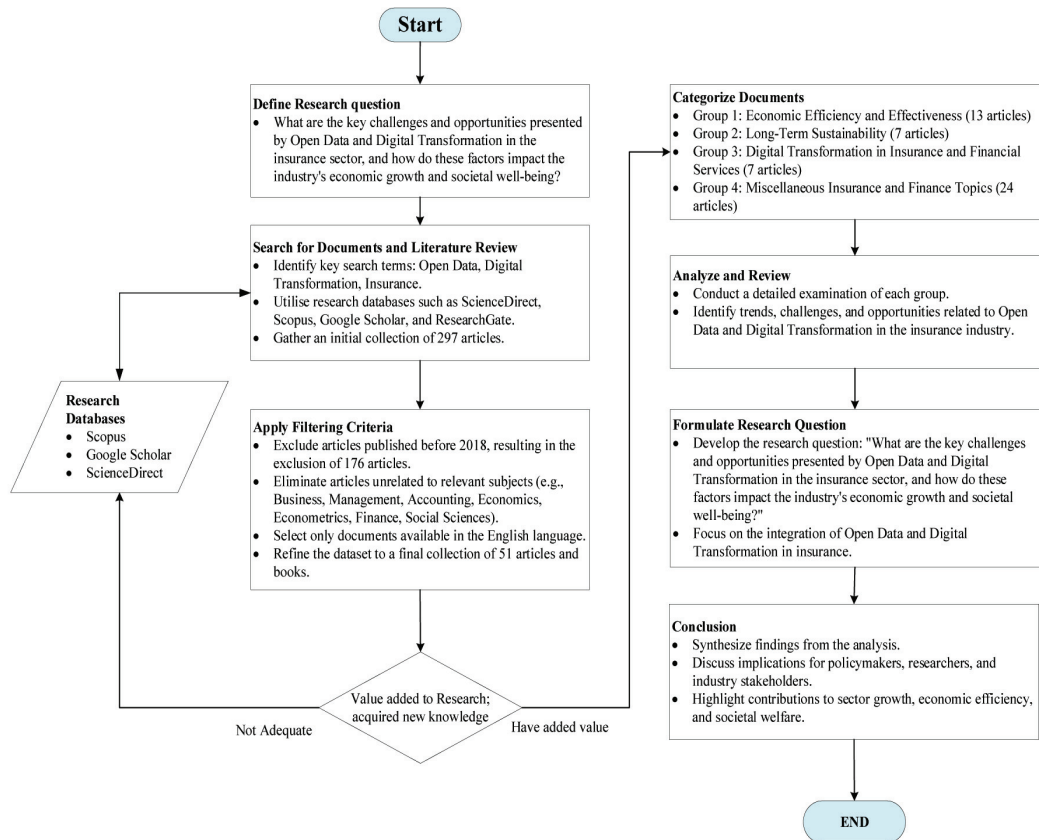 Start
Define Research question
• What are the key challenges and opportunities presented
by Open Data and Digital Transformation in the
insurance sector, and how do these factors impact the
industry's economic growth and societal well-being?
Search for Documents and Literature Review
• Identify key search terms: Open Data, Digital
Transformation, Insurance.
• Utilise research databases such as ScienceDirect,
Scopus, Google Scholar, and ResearchGate.
• Gather an initial collection of 297 articles.
Research
Databases
• Scopus
• Google Scholar
• ScienceDirect
Apply Filtering Criteria
• Exclude articles published before 2018, resulting in the
exclusion of 176 articles.
• Eliminate articles unrelated to relevant subjects (e.g.,
Business, Management, Accounting, Economics,
Econometrics, Finance, Social Sciences).
• Select only documents available in the English language.
• Refine the dataset to a final collection of 51 articles and
books.
Value added to Research;
acquired new knowledge
Not Adequate
Have added value
Categorize Documents
• Group 1: Economic Efficiency and Effectiveness (13 articles)
• Group 2: Long-Term Sustainability (7 articles)
• Group 3: Digital Transformation in Insurance and Financial
Services (7 articles)
• Group 4: Miscellaneous Insurance and Finance Topics (24
articles)
Analyze and Review
• Conduct a detailed examination of each group.
• Identify trends, challenges, and opportunities related to Open
Data and Digital Transformation in the insurance industry.
Formulate Research Question
• Develop the research question: "What are the key challenges
and opportunities presented by Open Data and Digital
Transformation in the insurance sector, and how do these
factors impact the industry's economic growth and societal
well-being?"
• Focus on the integration of Open Data and Digital
Transformation in insurance.
Conclusion
• Synthesize findings from the analysis.
• Discuss implications for policymakers, researchers, and
industry stakeholders.
• Highlight contributions to sector growth, economic efficiency,
and societal welfare.
END